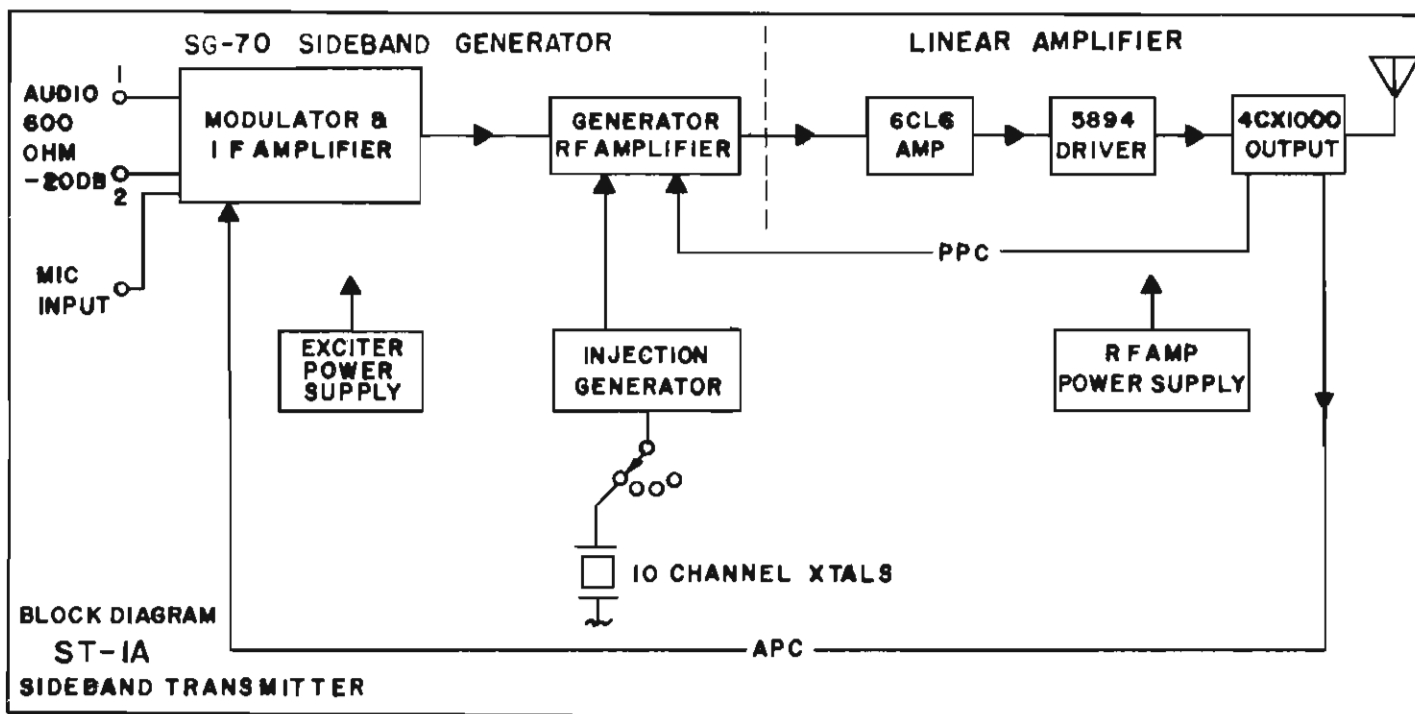 SG-70 SIDEBAND GENERATOR
LINEAR AMPLIFIER
AUDIO
600
OHM
-20DB
1
2
MIC
INPUT
MODULATOR &
IF AMPLIFIER
GENERATOR
RF AMPLIFIER
6CL6
AMP
5894
DRIVER
4CX1000
OUTPUT
PPC
EXCITER
POWER
SUPPLY
INJECTION
GENERATOR
RF AMP
POWER SUPPLY
10 CHANNEL XTALS
APC
BLOCK DIAGRAM
ST-1A
SIDEBAND TRANSMITTER